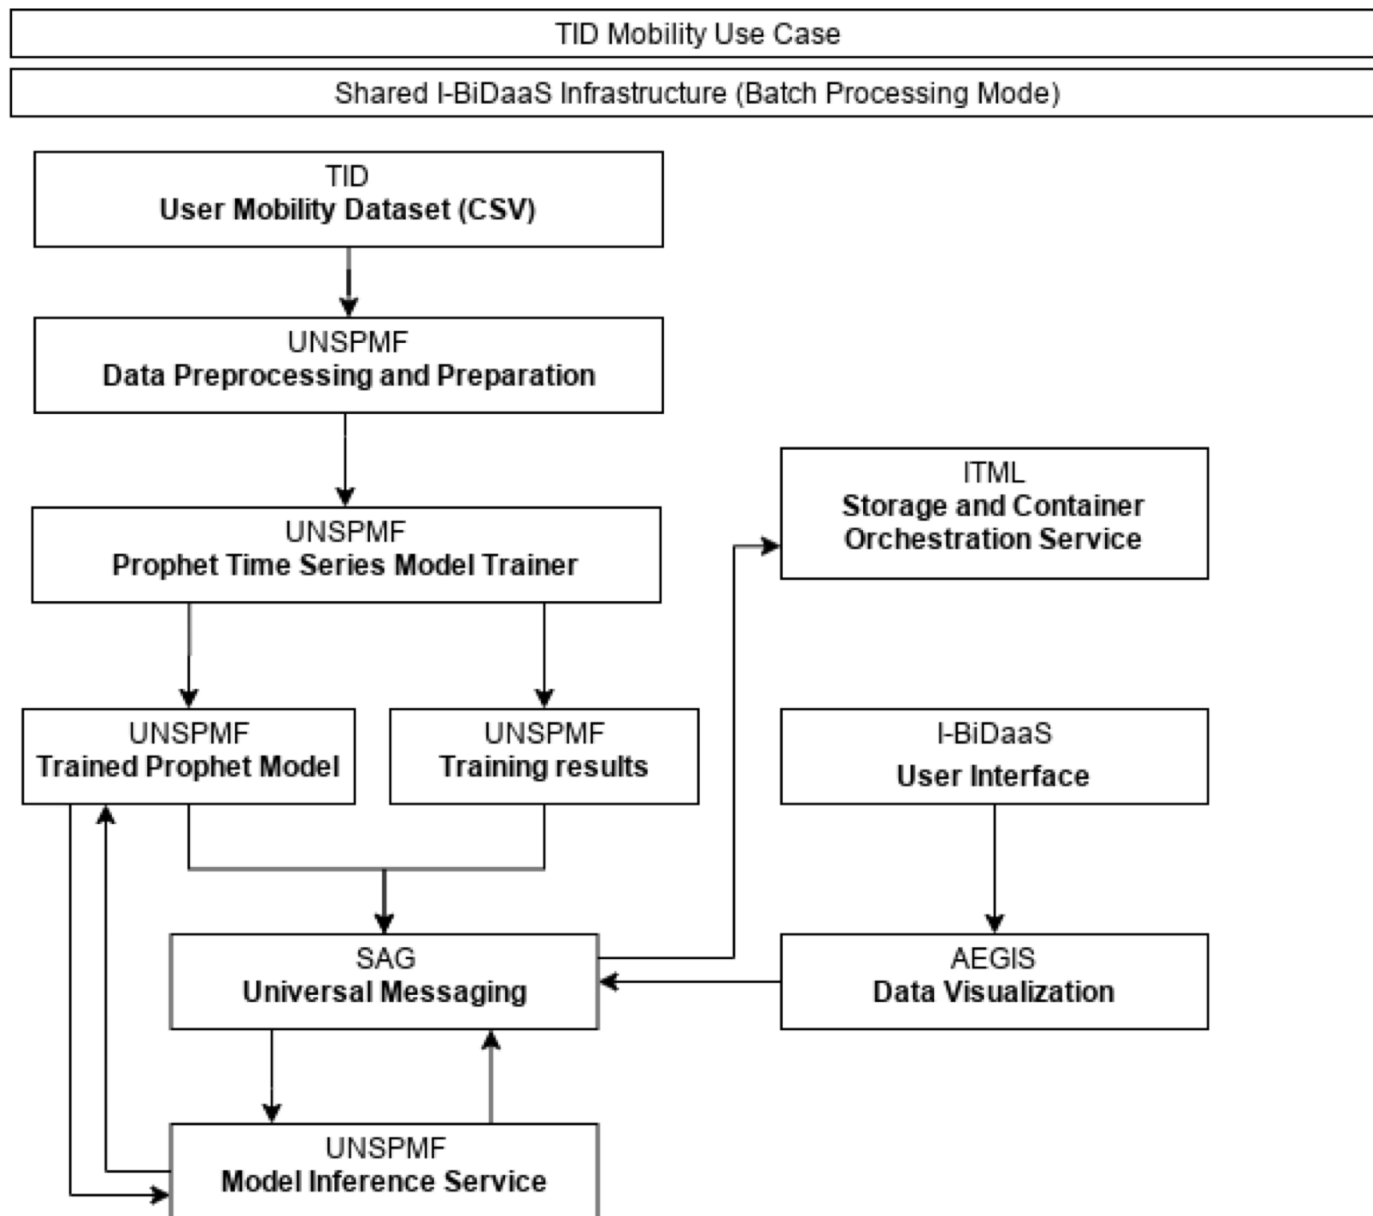 TID Mobility Use Case
Shared I-BiDaaS Infrastructure (Batch Processing Mode)
TID
User Mobility Dataset (CSV)
UNSPMF
Data Preprocessing and Preparation
ITML
Storage and Container
Orchestration Service
UNSPMF
Prophet Time Series Model Trainer
UNSPMF
Trained Prophet Model
UNSPMF
Training results
I-BiDaaS
User Interface
SAG
Universal Messaging
AEGIS
Data Visualization
UNSPMF
Model Inference Service